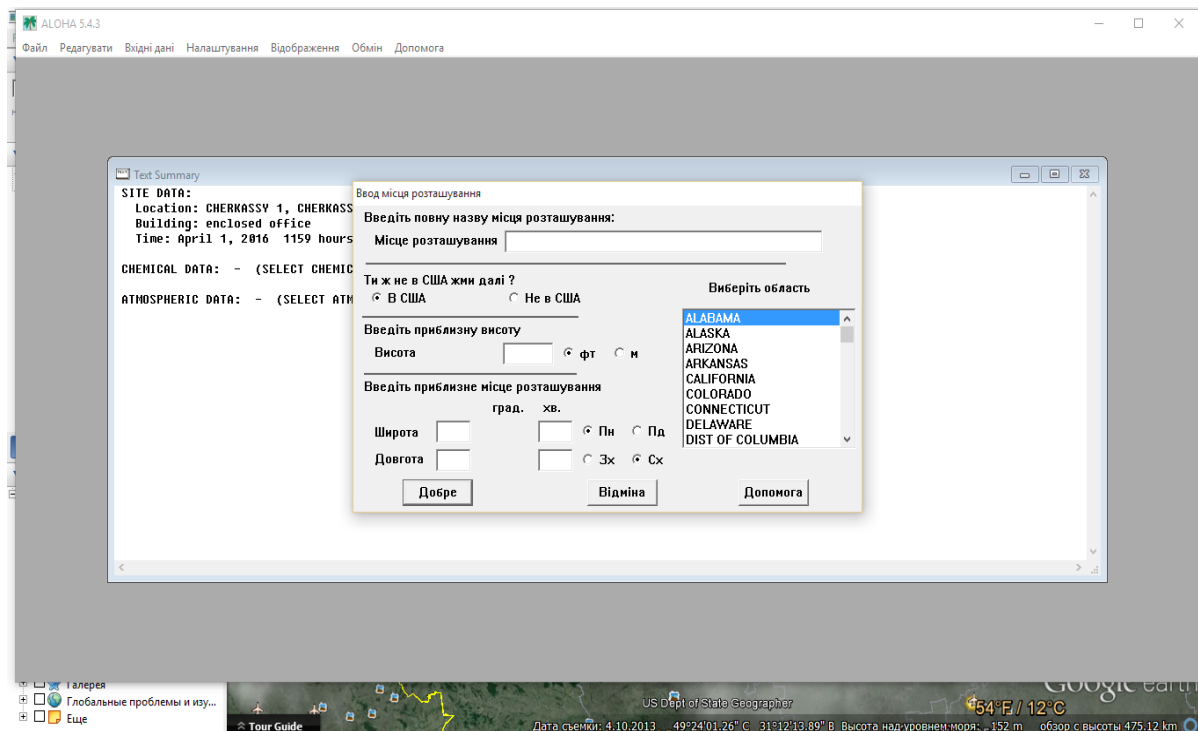 ALOHA 5.4.3
Файл Редагувати Вхідні дані Налаштування Відображення Обмін Допомога
Text Summary
SITE DATA:
Location: CHERKASSY 1, CHERKASS
Building: enclosed office
Time: April 1, 2016 1159 hours
CHEMICAL DATA: - (SELECT CHEMIC
ATMOSPHERIC DATA: - (SELECT ATM
Ввод місця розташування
Введіть повну назву місця розташування:
Місце розташування
Ти ж не в США жми далі ?
В США Не в США
Виберіть область
ALABAMA
ALASKA
ARIZONA
ARKANSAS
CALIFORNIA
COLORADO
CONNECTICUT
DELAWARE
DIST OF COLUMBIA
Введіть приблизну висоту
Висота фт м
Введіть приблизне місце розташування
град. хв.
Широта Пн Пд
Довгота Зх Сх
Добре Відміна Допомога
Галерея
Глобальные проблемы и изу...
Еще
Tour Guide
US Dept of State Geographer
Google earth
54°F / 12°C
Дата съемки: 4.10.2013 49°24'01.26" С 31°12'13.89" В Высота над уровнем моря: 152 m обзор с высоты 475.12 km